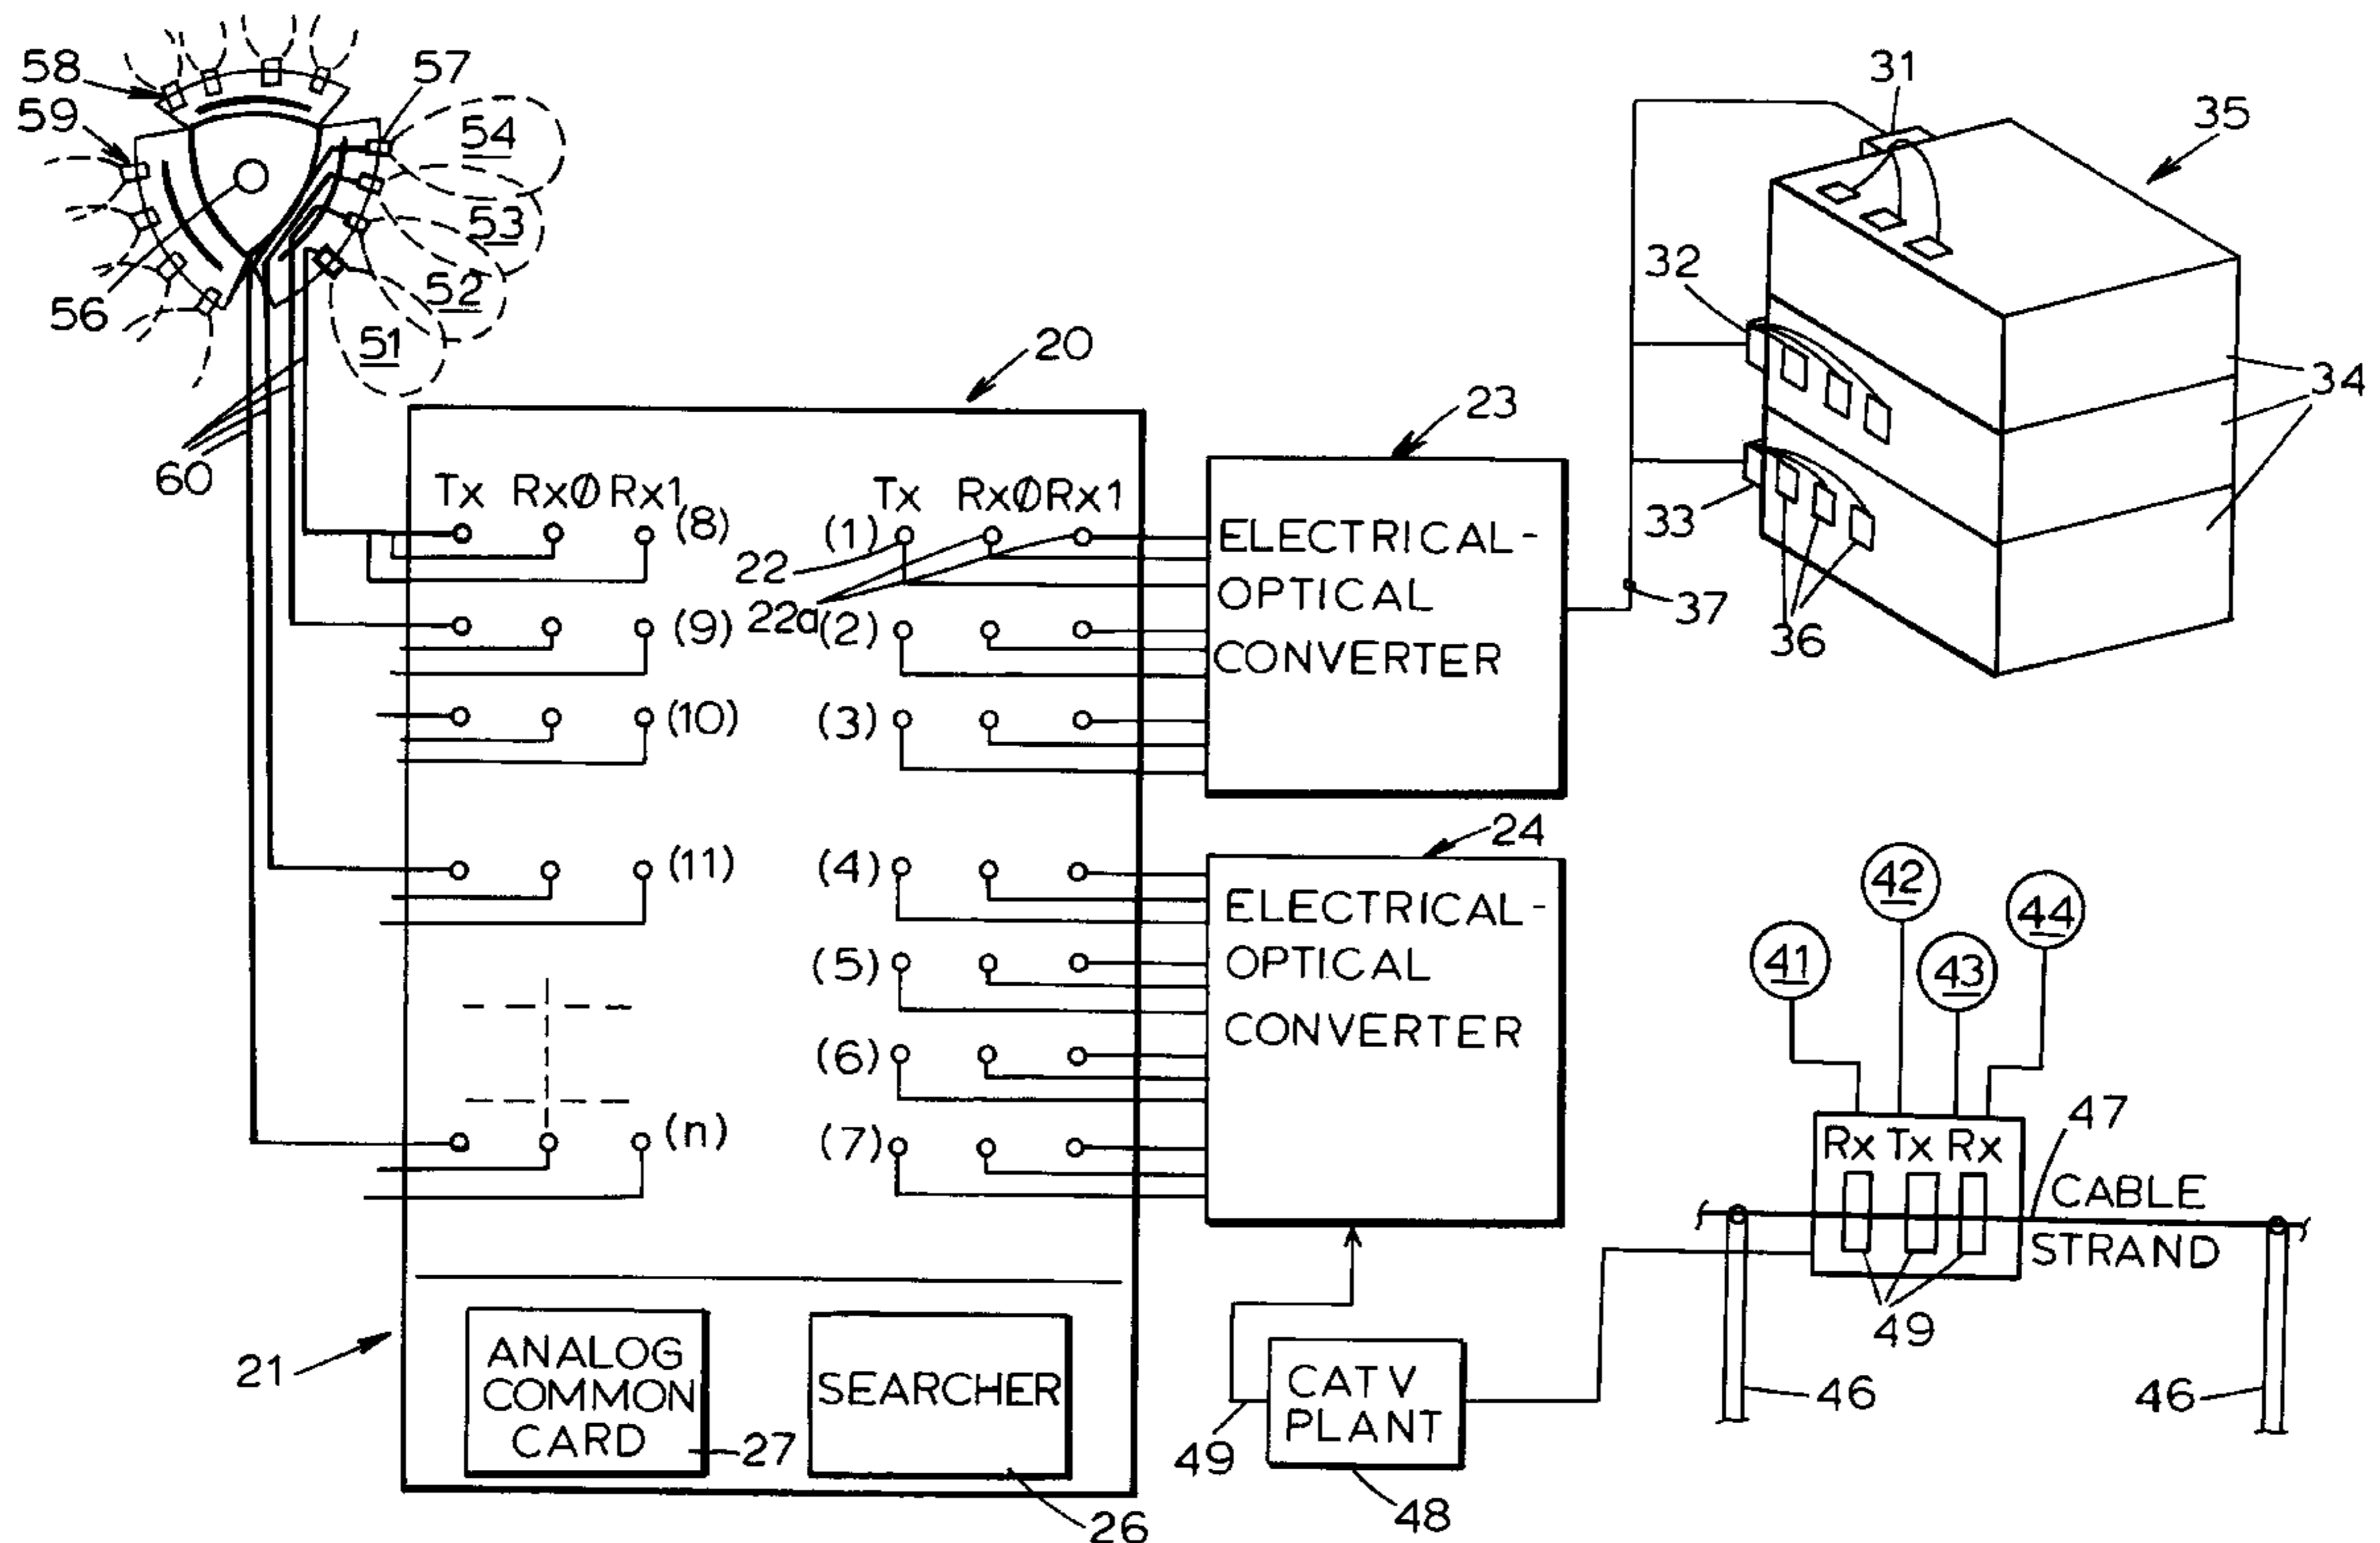 58
57
31
59
54
35
53
32
56
52
51
20
34
23
60
Tx RxØ Rx1
Tx RxØ Rx1
(8)
(1)
33
22
22a
(9)
(2)
37
36
(10)
(3)
ELECTRICAL-
OPTICAL
CONVERTER
24
(11)
(4)
42
44
41
43
(5)
ELECTRICAL-
OPTICAL
CONVERTER
(6)
(n)
(7)
47
Rx Tx Rx
CABLE
STRAND
49
21
ANALOG
COMMON
CARD
SEARCHER
CATV
PLANT
46
46
27
49
48
26